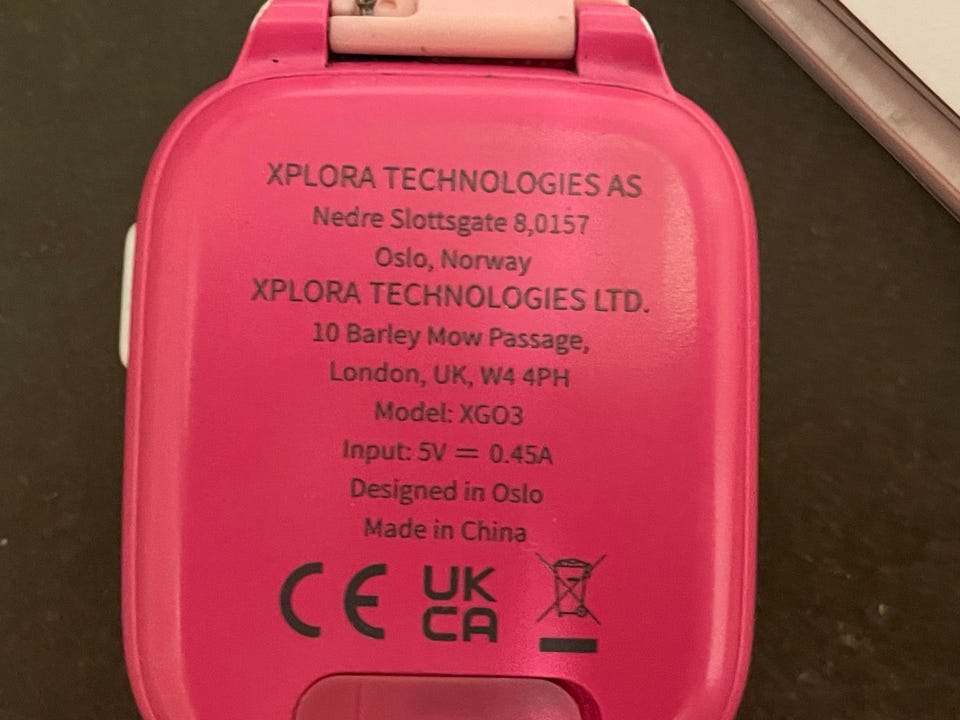 XPLORA TECHNOLOGIES AS
Nedre Slottsgate 8,0157
Oslo, Norway
XPLORA TECHNOLOGIES LTD.
10 Barley Mow Passage,
London, UK, W4 4PH
Model: XGO3
Input: 5V ⎓ 0.45A
Designed in Oslo
Made in China
CE UK
CA